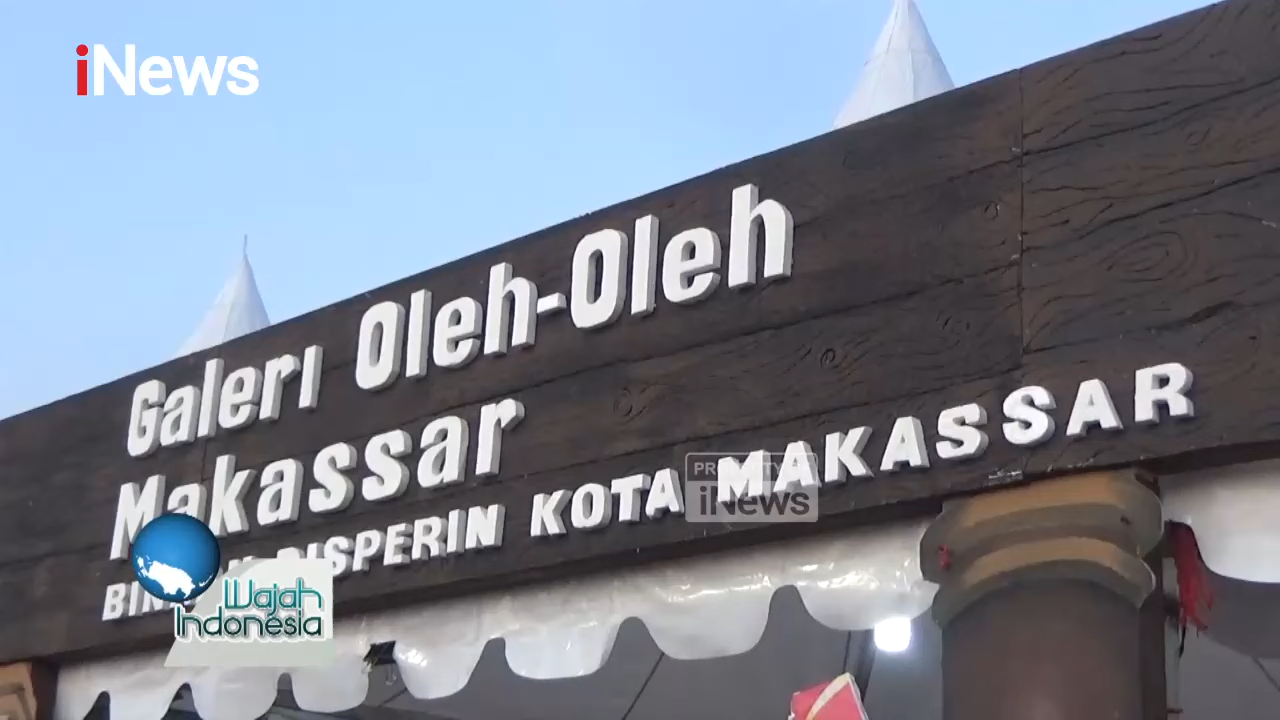 iNews
Galeri Oleh-Oleh
Makassar
DISPERIN KOTA MAKASSAR
iNews
Wajah
Indonesia